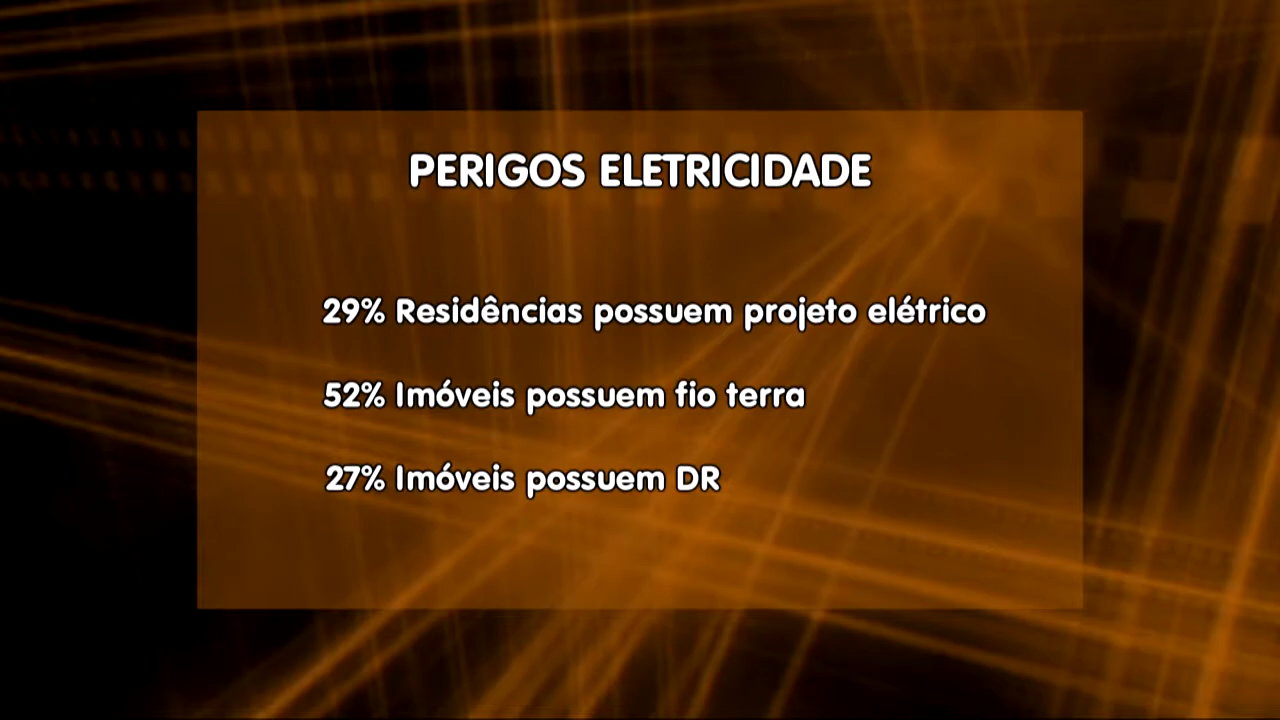 PERIGOS ELETRICIDADE
29% Residências possuem projeto elétrico
52% Imóveis possuem fio terra
27% Imóveis possuem DR